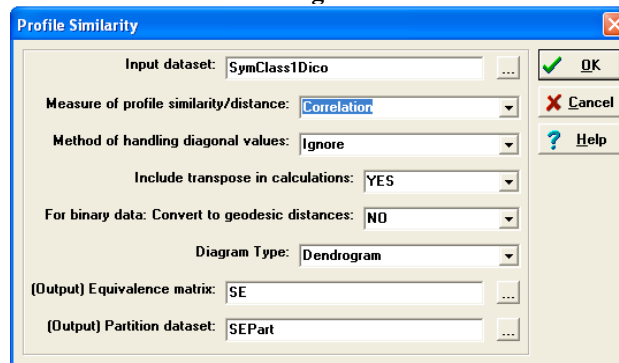 Profile Similarity
Input dataset: SymClass1Dico ...
OK
Measure of profile similarity/distance: Correlation
Cancel
Method of handling diagonal values: Ignore
Help
Include transpose in calculations: YES
For binary data: Convert to geodesic distances: NO
Diagram Type: Dendrogram
(Output) Equivalence matrix: SE ...
(Output) Partition dataset: SEPart ...